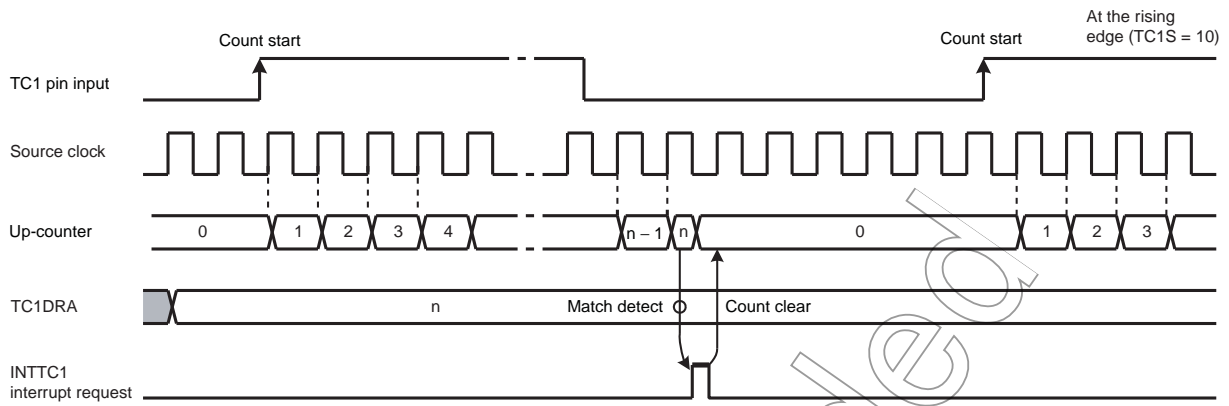 At the rising
edge (TC1S = 10)
Count start
Count start
TC1 pin input
Source clock
Up-counter
0 1 2 3 4 n – 1 n 0 1 2 3
TC1DRA
n
Match detect
Count clear
INTTC1
interrupt request
ded